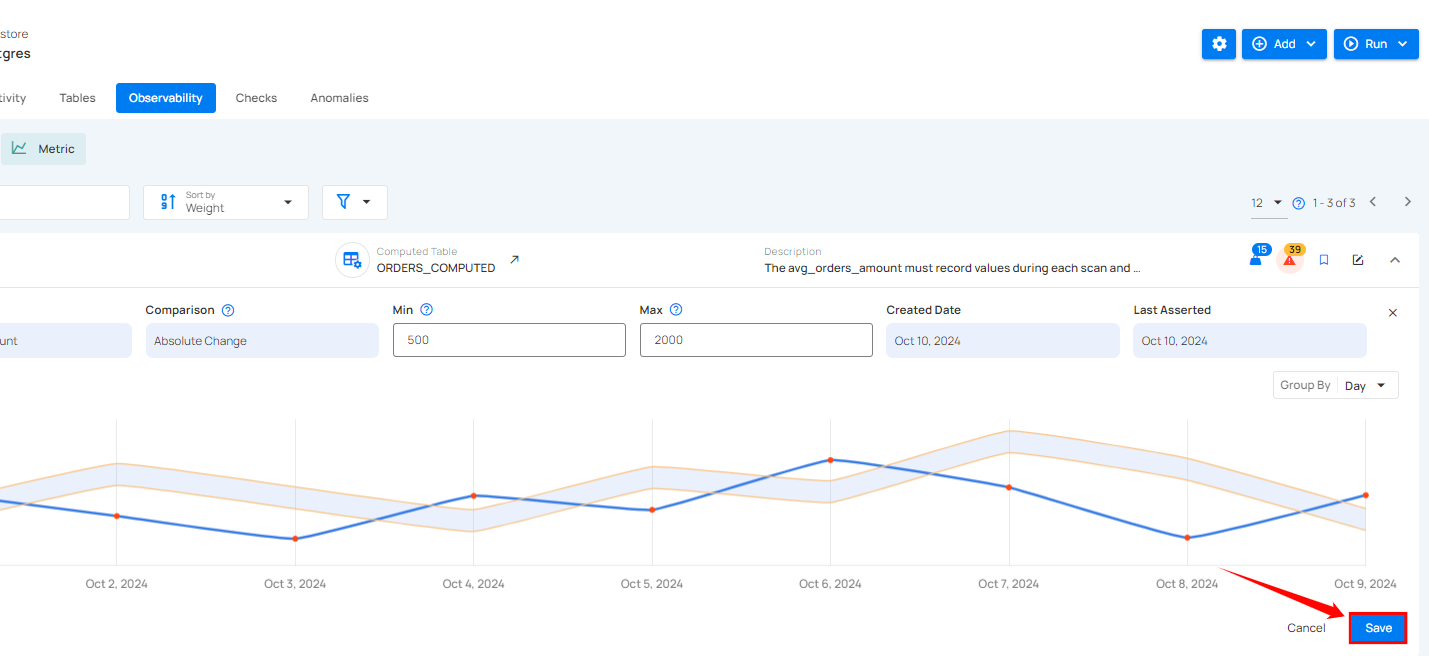 store
tgres
Add
Run
tivity Tables Observability Checks Anomalies
Metric
Sort by
Weight
12 1 - 3 of 3
Computed Table
ORDERS_COMPUTED
Description
The avg_orders_amount must record values during each scan and ...
15
39
Comparison Min Max Created Date Last Asserted
unt Absolute Change 500 2000 Oct 10, 2024 Oct 10, 2024
Group By Day
Oct 2, 2024 Oct 3, 2024 Oct 4, 2024 Oct 5, 2024 Oct 6, 2024 Oct 7, 2024 Oct 8, 2024 Oct 9, 2024
Cancel Save